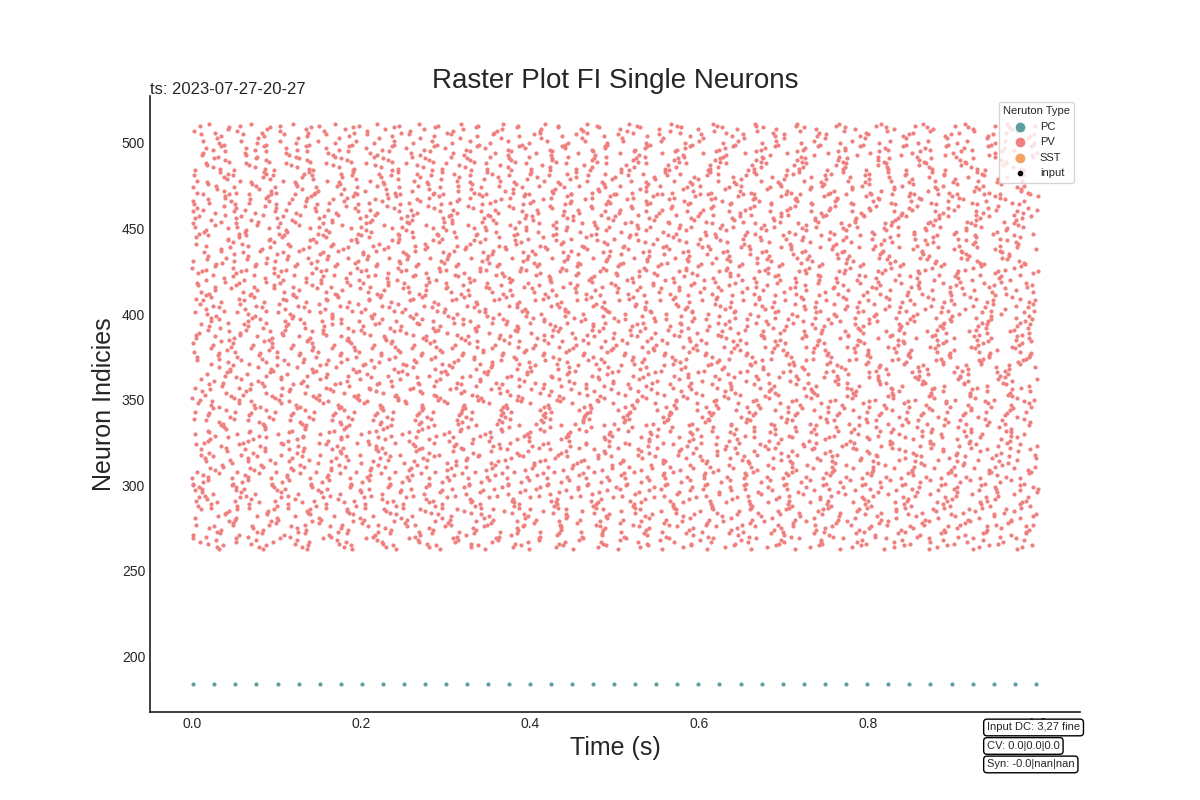 Raster Plot FI Single Neurons
ts: 2023-07-27-20-27
Neruton Type
PC
PV
SST
input
500
450
400
350
300
250
200
Neuron Indicies
0.0 0.2 0.4 0.6 0.8
Time (s)
Input DC: 3,27 fine
CV: 0.0|0.0|0.0
Syn: -0.0|nan|nan